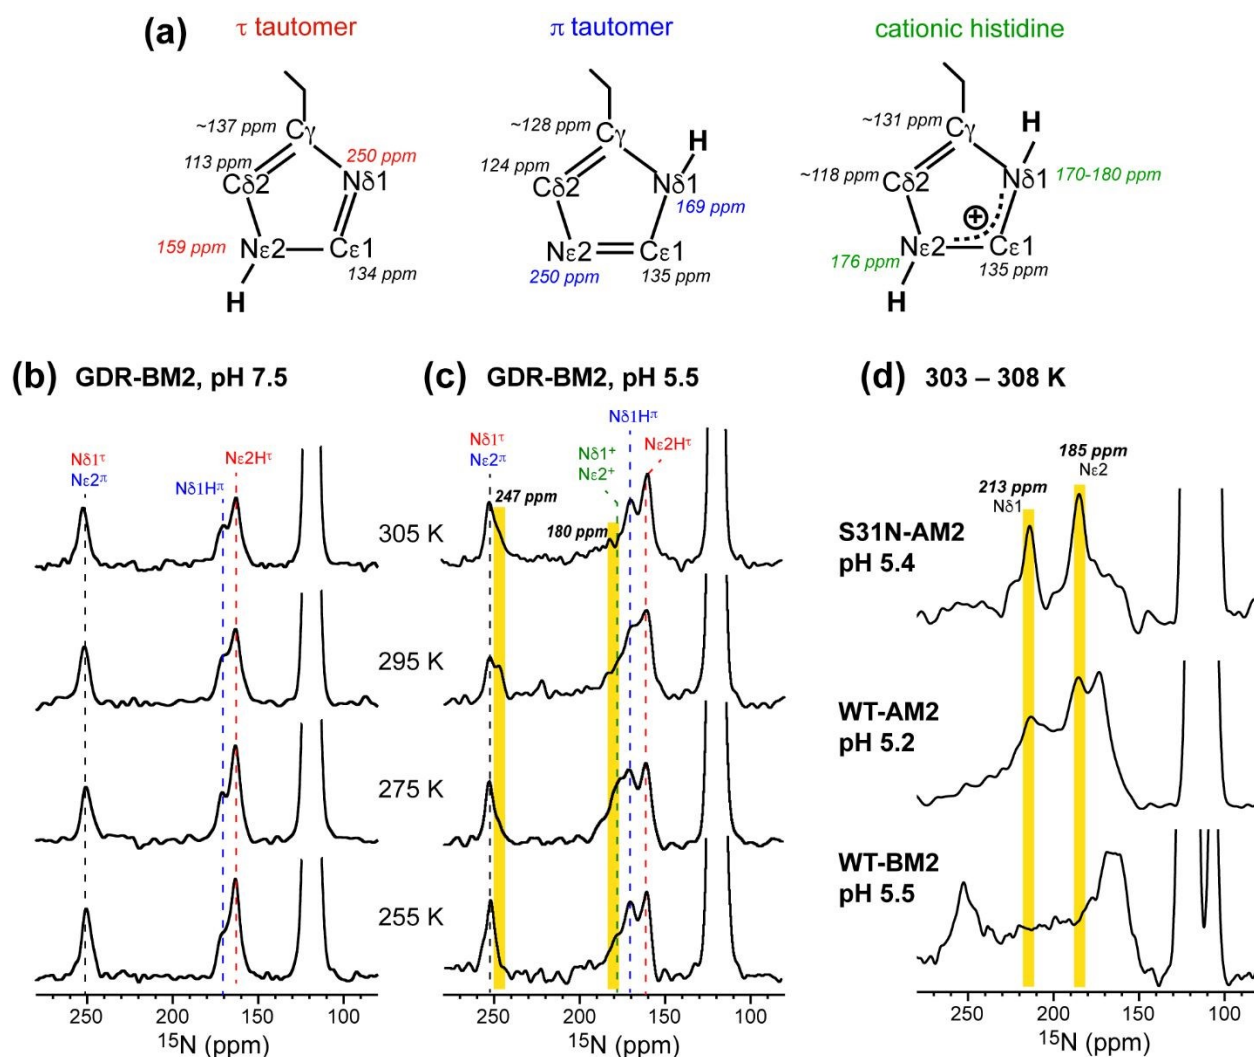 (a) τ tautomer π tautomer cationic histidine
~137 ppm Cγ
113 ppm Cδ2
250 ppm
Nδ1
159 ppm Nε2 Cε1
H 134 ppm
~128 ppm Cγ H
124 ppm
Cδ2 Nδ1
169 ppm
Nε2 Cε1
250 ppm 135 ppm
~131 ppm Cγ H
~118 ppm
Cδ2 Nδ1 170-180 ppm
+
Nε2 Cε1
176 ppm 135 ppm
H
(b) GDR-BM2, pH 7.5
Nδ1τ
Nε2π
Nδ1Hπ
Nε2Hτ
250 200 150 100
15N (ppm)
305 K
295 K
275 K
255 K
(c) GDR-BM2, pH 5.5
Nδ1Hπ
Nδ1τ
Nε2π
Nδ1+
Nε2+
Nε2Hτ
247 ppm
180 ppm
250 200 150 100
15N (ppm)
(d) 303 – 308 K
185 ppm
Nε2
213 ppm
Nδ1
S31N-AM2
pH 5.4
WT-AM2
pH 5.2
WT-BM2
pH 5.5
250 200 150 100
15N (ppm)